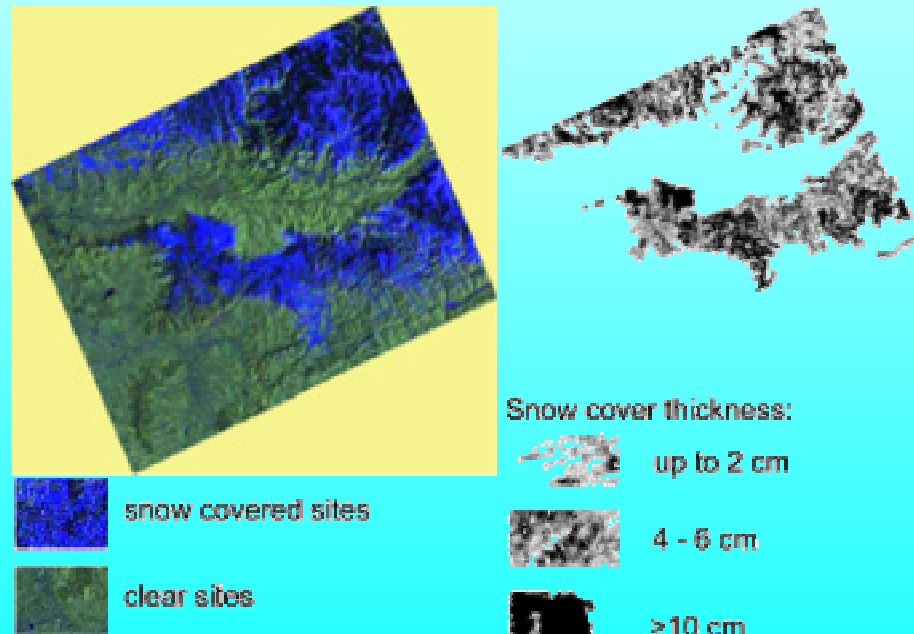 Snow cover thickness:
up to 2 cm
snow covered sites
4 - 6 cm
clear sites
>10 cm